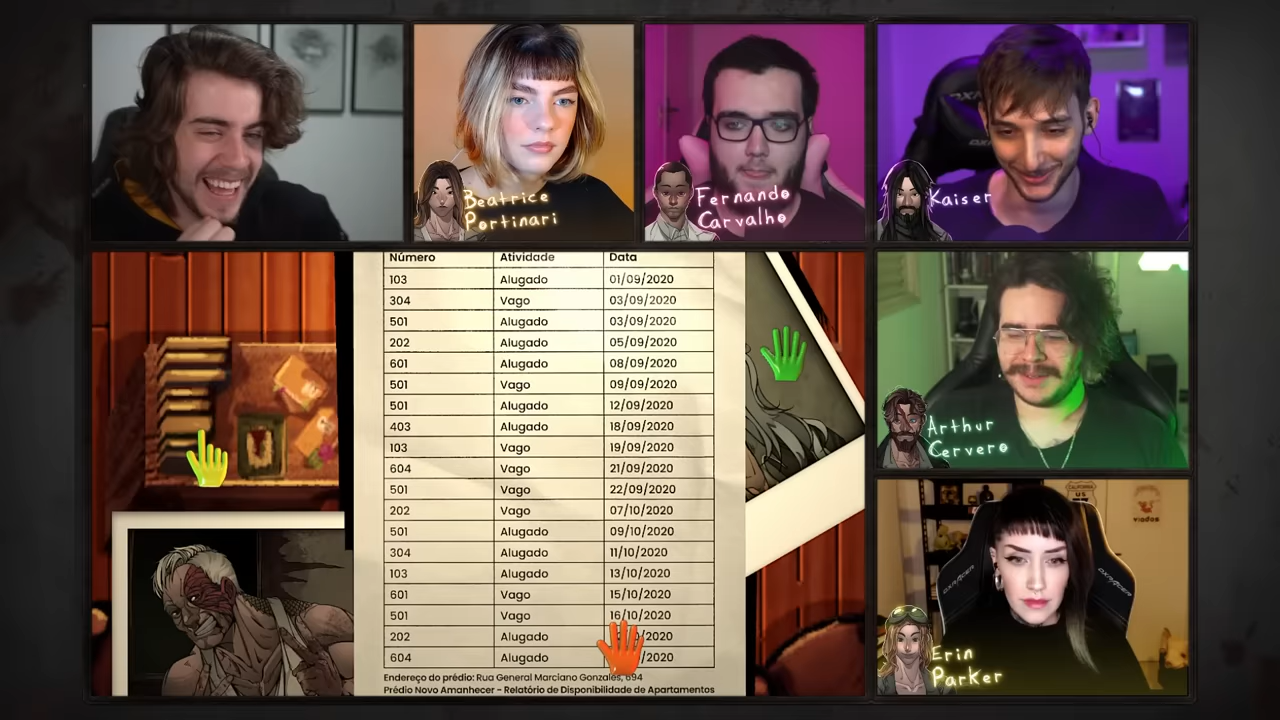 Beatrice
Portinari
Fernando
Carvalho
Kaiser
Número Atividade Data
103 Alugado 01/09/2020
304 Vago 03/09/2020
501 Alugado 03/09/2020
202 Alugado 05/09/2020
601 Alugado 08/09/2020
501 Vago 09/09/2020
501 Alugado 12/09/2020
403 Alugado 18/09/2020
103 Vago 19/09/2020
604 Vago 21/09/2020
501 Vago 22/09/2020
202 Vago 07/10/2020
501 Alugado 09/10/2020
304 Alugado 11/10/2020
103 Alugado 13/10/2020
601 Vago 15/10/2020
501 Vago 16/10/2020
202 Alugado /2020
604 Alugado /2020
Endereço do prédio: Rua General Marciano Gonzales, 694
Prédio Novo Amanhecer - Relatório de Disponibilidade de Apartamentos
Arthur
Cervero
CALIFORNIA
US
viados
DXRACER
DXRACER
Erin
Parker